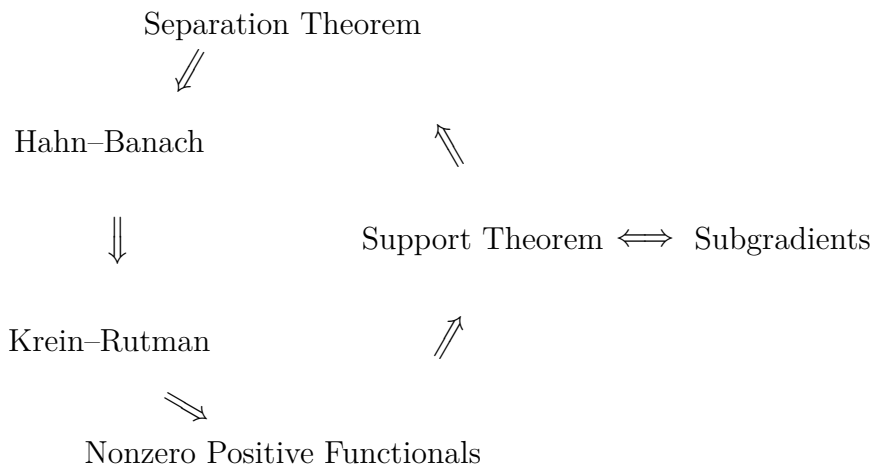 Separation Theorem
Hahn–Banach
Support Theorem ⟺ Subgradients
Krein–Rutman
Nonzero Positive Functionals